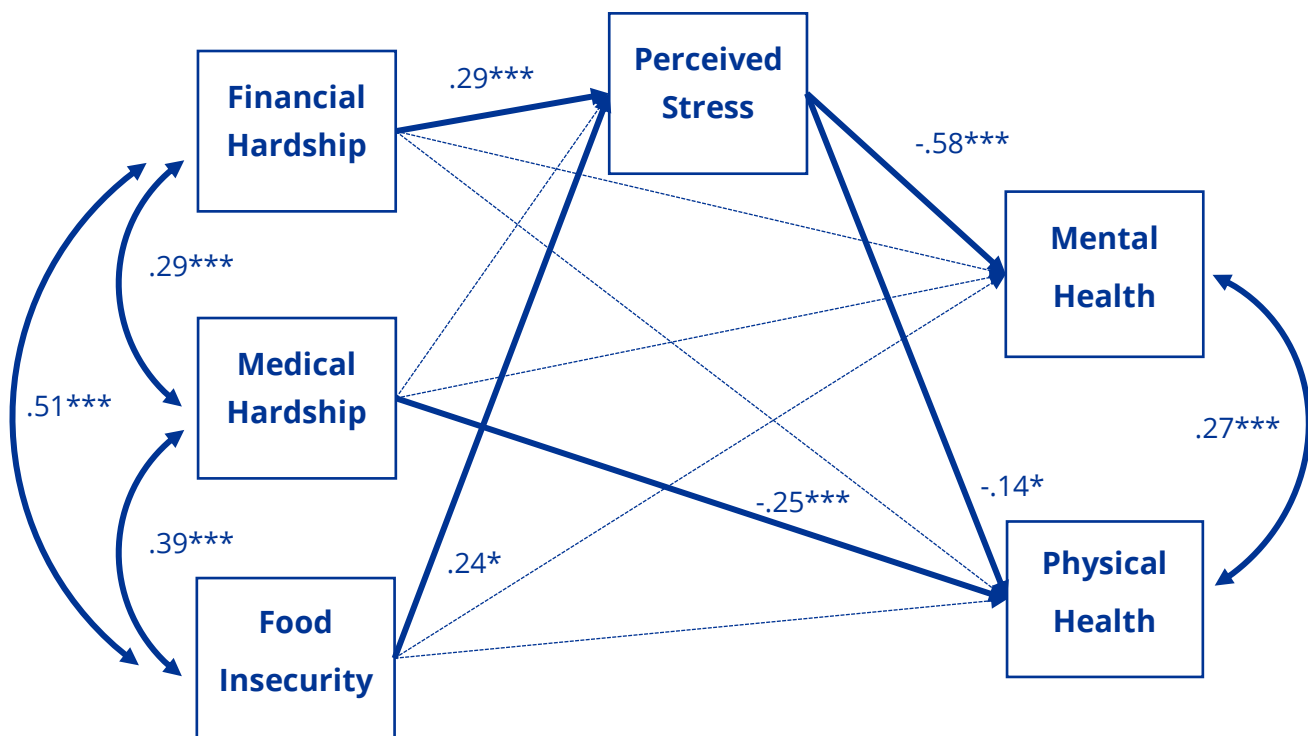 Perceived
Stress
.29***
Financial
Hardship
-.58***
Mental
Health
.29***
Medical
Hardship
.51***
.27***
-.25***
-.14*
.39***
.24*
Physical
Health
Food
Insecurity